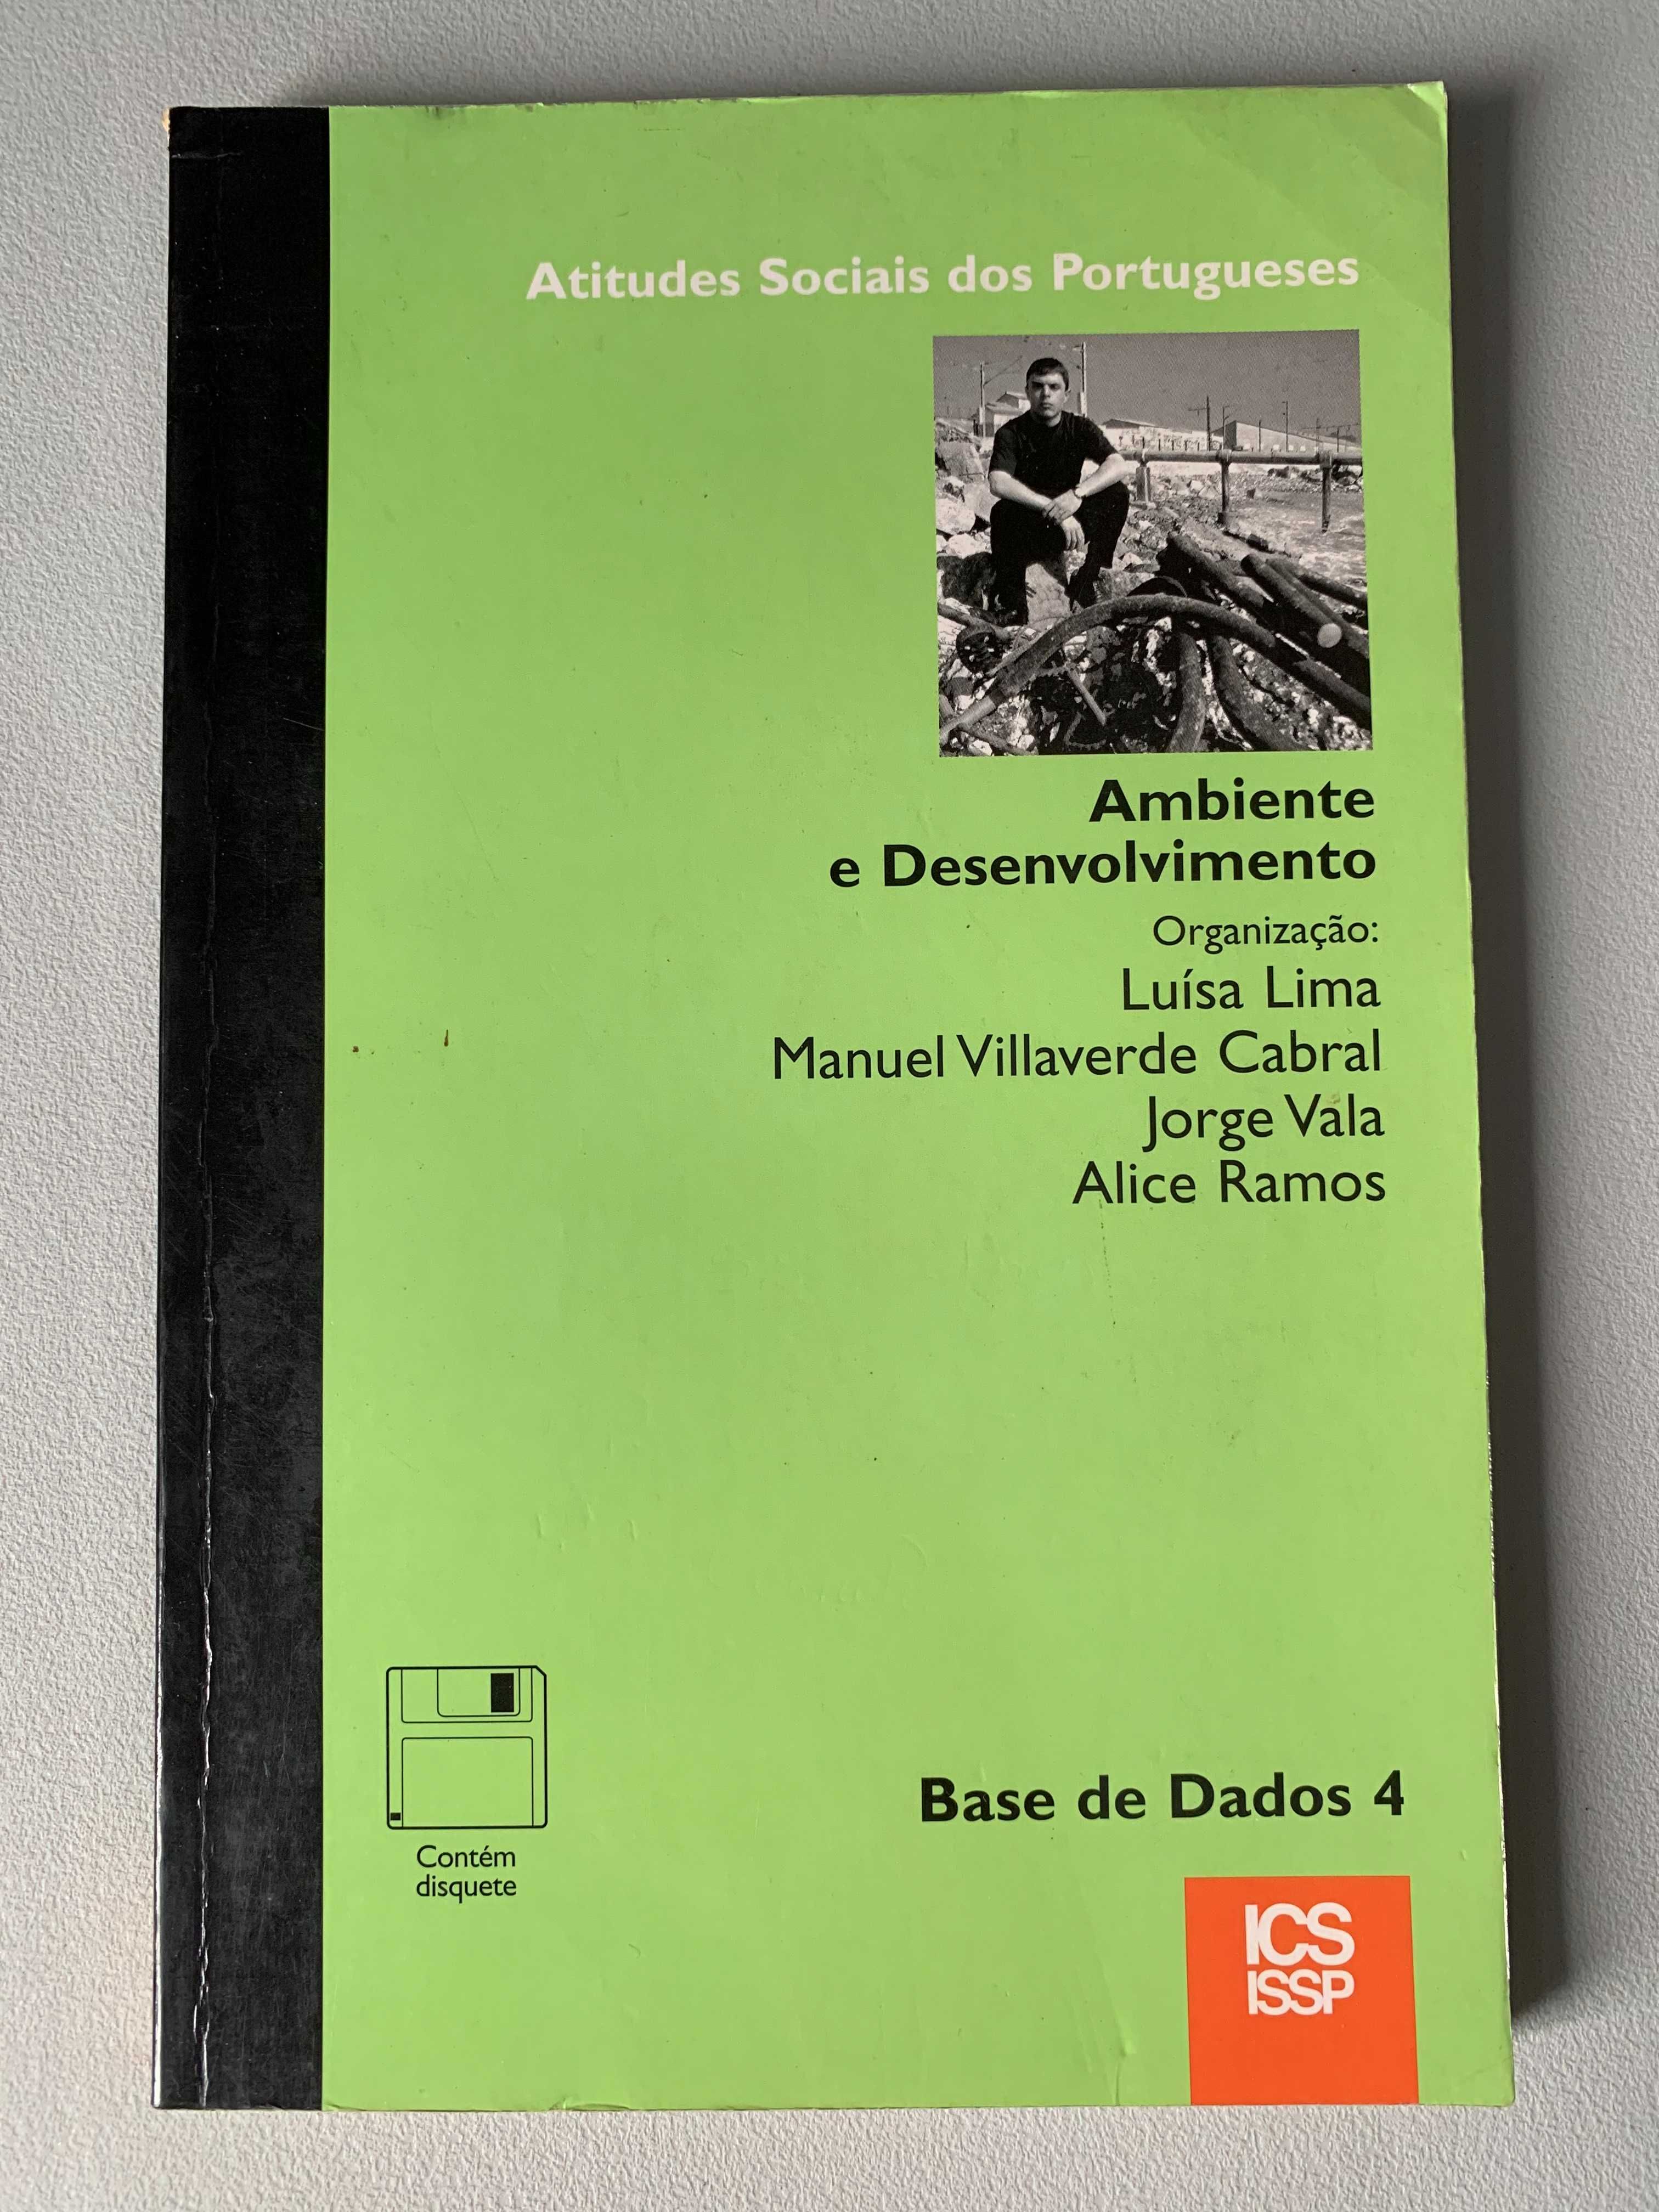 Atitudes Sociais dos Portugueses
Ambiente
e Desenvolvimento
Organização:
Luísa Lima
Manuel Villaverde Cabral
Jorge Vala
Alice Ramos
Contém
disquete
Base de Dados 4
ICS
ISSP